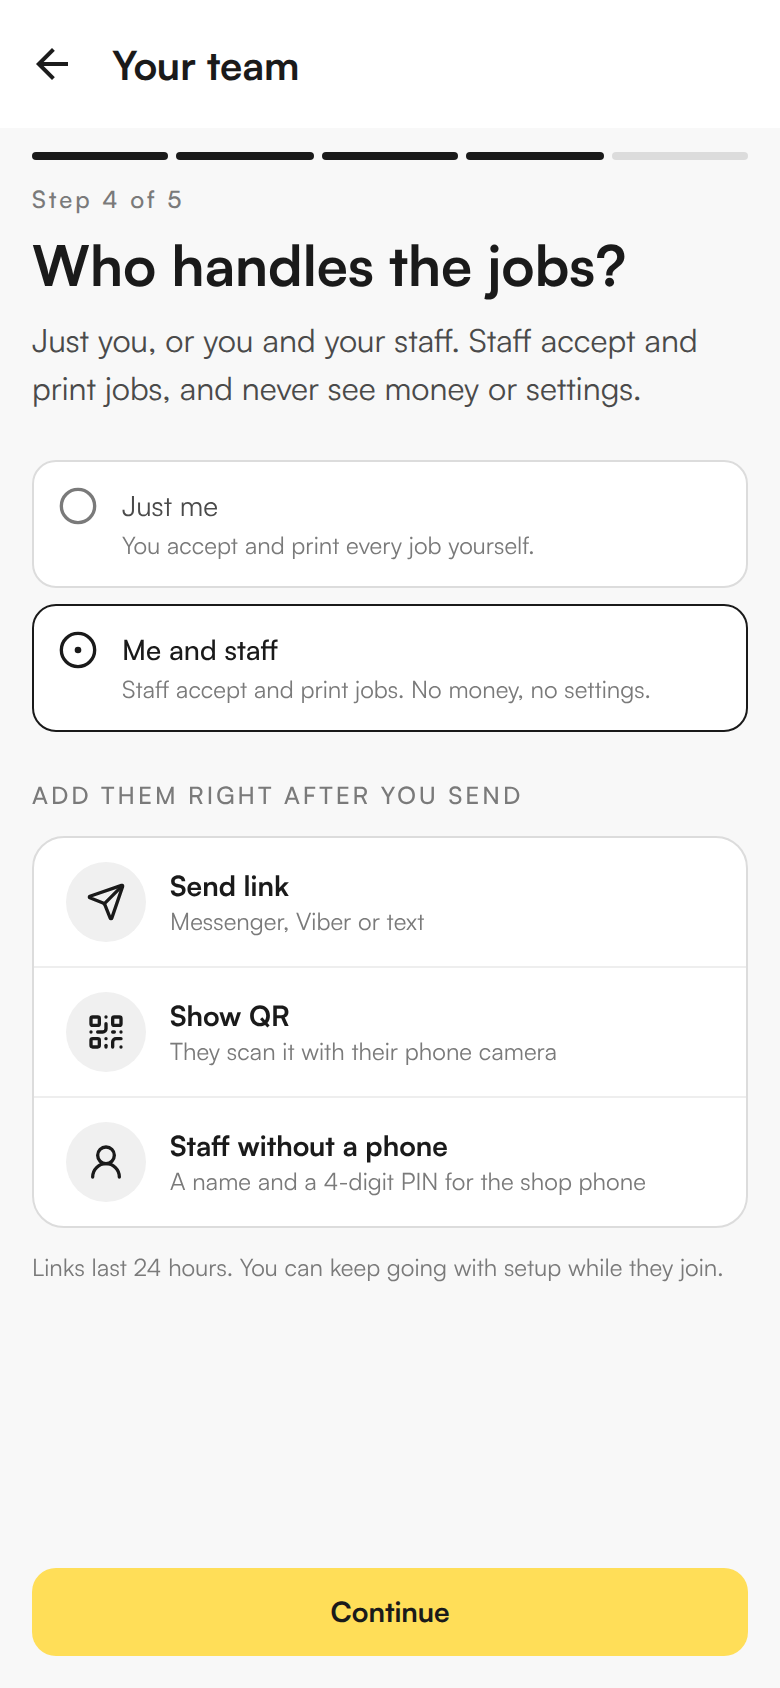 Your team
Step 4 of 5
Who handles the jobs?
Just you, or you and your staff. Staff accept and
print jobs, and never see money or settings.
Just me
You accept and print every job yourself.
Me and staff
Staff accept and print jobs. No money, no settings.
ADD THEM RIGHT AFTER YOU SEND
Send link
Messenger, Viber or text
Show QR
They scan it with their phone camera
Staff without a phone
A name and a 4-digit PIN for the shop phone
Links last 24 hours. You can keep going with setup while they join.
Continue